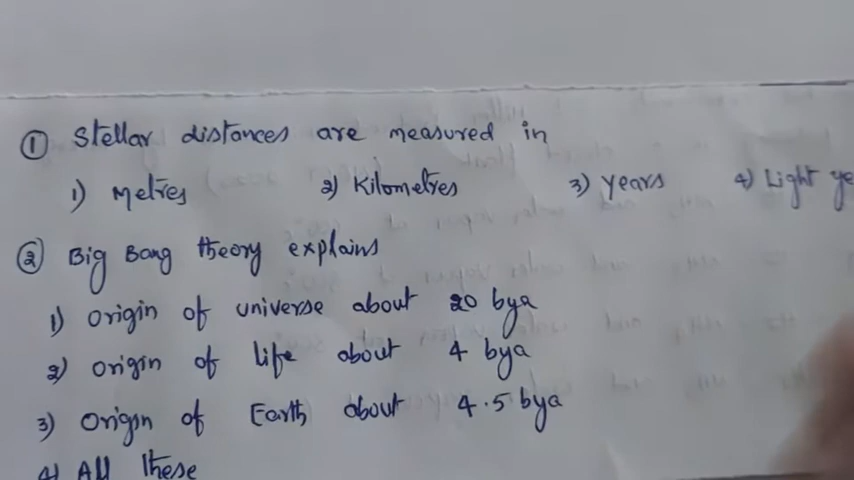 ① Stellar distances are measured in
1) Metres 2) Kilometres 3) years 4) Light
② Big Bang theory explains
1) Origin of universe about 20 bya
2) Origin of life about 4 bya
3) Origin of Earth about 4.5 bya
4) All these